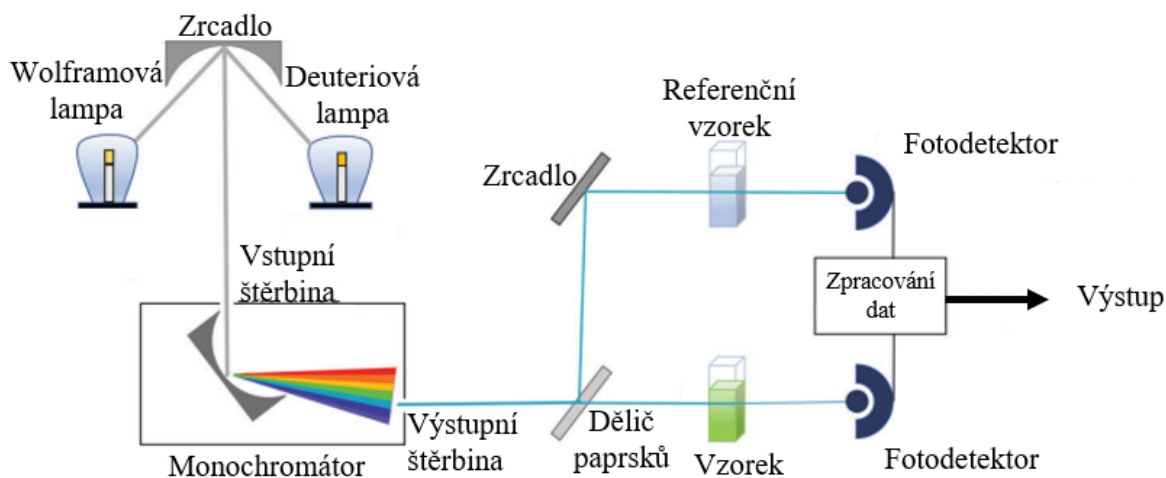 Zrcadlo
Wolframová
lampa
Deuteriová
lampa
Vstupní
štěrbina
Monochromátor
Výstupní
štěrbina
Zrcadlo
Dělič
paprsků
Referenční
vzorek
Vzorek
Fotodetektor
Zpracování
dat
Výstup
Fotodetektor